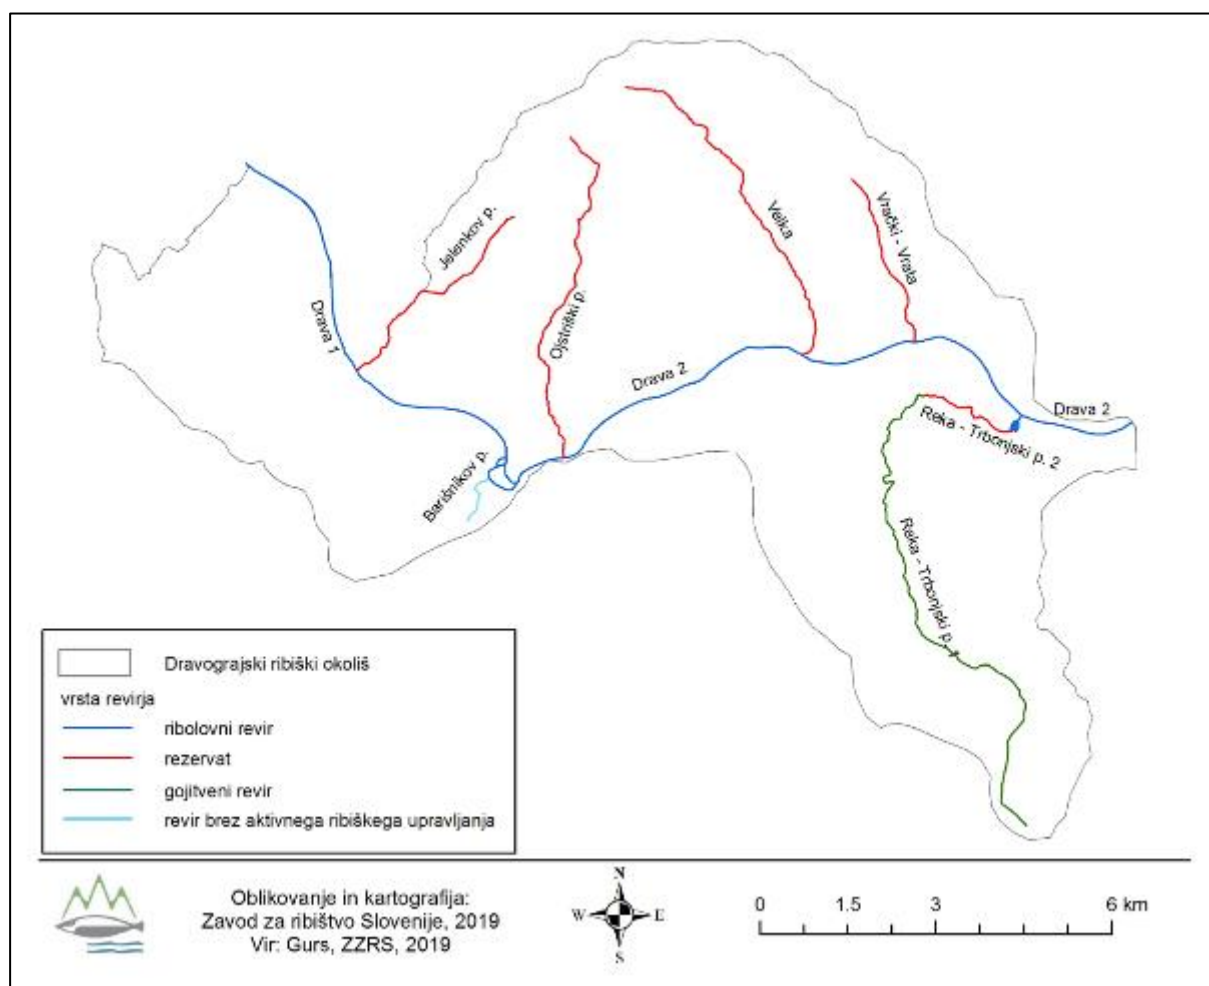 Jelenkov p.
Velka
Vrački - Vrata
Drava 1
Ojstriški p.
Drava 2
Drava 2
Reka - Trbonjski p. 2
Barišnikov p.
Reka - Trbonjski p. 1
Dravograjski ribiški okoliš
vrsta revirja
ribolovni revir
rezervat
gojitveni revir
revir brez aktivnega ribiškega upravljanja
Oblikovanje in kartografija:
Zavod za ribištvo Slovenije, 2019
Vir: Gurs, ZZRS, 2019
N
W E
S
0 1.5 3 6 km